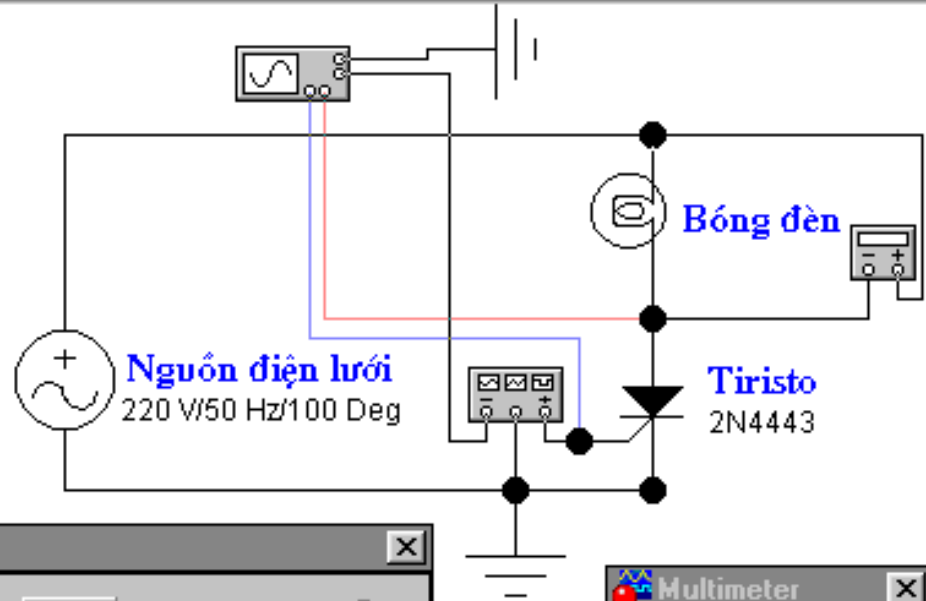 Bóng đèn
Nguồn điện lưới
220 V/50 Hz/100 Deg
Tiristo
2N4443
Multimeter